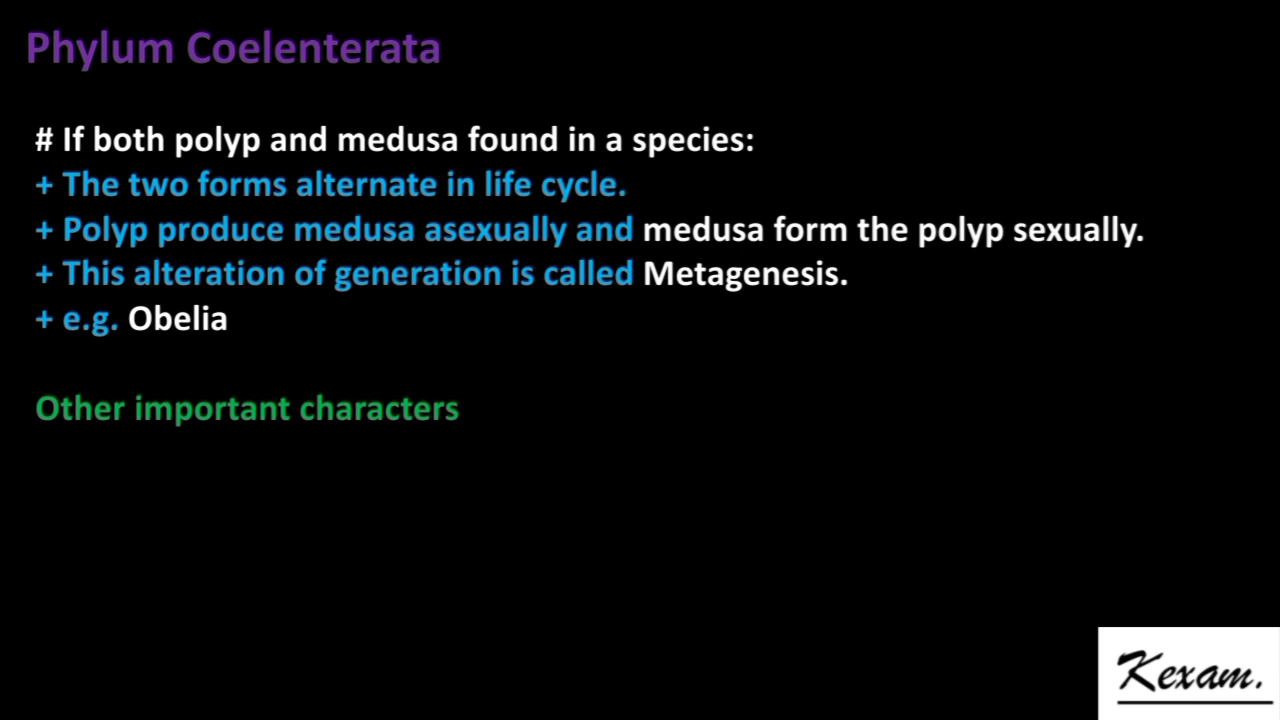 Phylum Coelenterata
# If both polyp and medusa found in a species:
+ The two forms alternate in life cycle.
+ Polyp produce medusa asexually and medusa form the polyp sexually.
+ This alteration of generation is called Metagenesis.
+ e.g. Obelia
Other important characters
Kexam.